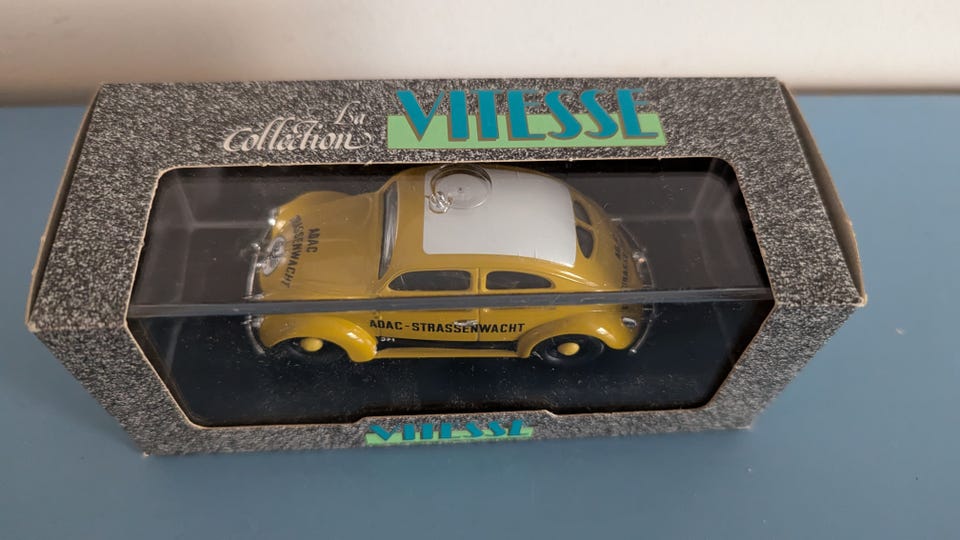 La
Collection
VITESSE
ADAC
STRASSENWACHT
ADAC-STRASSENWACHT
VITESSE